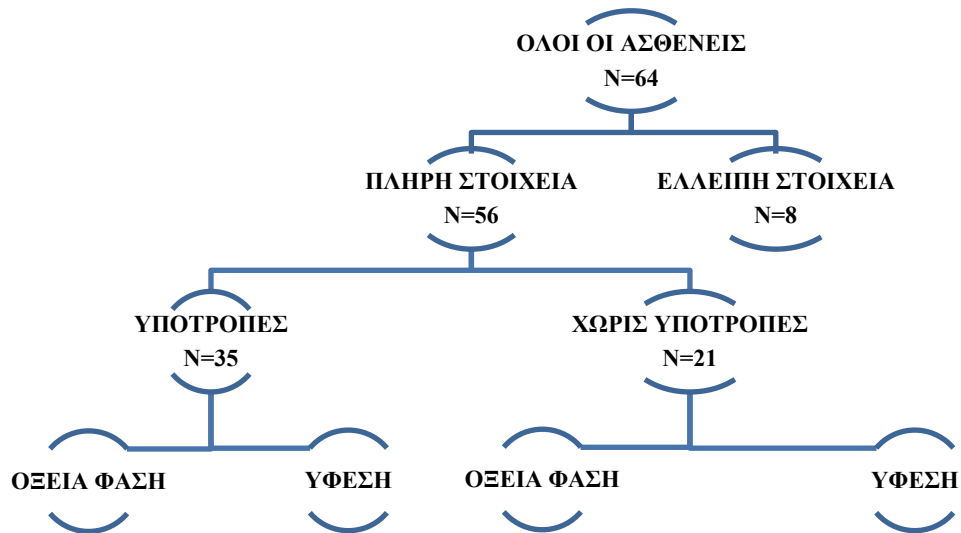 ΟΛΟΙ ΟΙ ΑΣΘΕΝΕΙΣ
N=64
ΠΛΗΡΗ ΣΤΟΙΧΕΙΑ
N=56
ΕΛΛΕΙΠΗ ΣΤΟΙΧΕΙΑ
N=8
ΥΠΟΤΡΟΠΕΣ
N=35
ΧΩΡΙΣ ΥΠΟΤΡΟΠΕΣ
N=21
ΟΞΕΙΑ ΦΑΣΗ
ΥΦΕΣΗ
ΟΞΕΙΑ ΦΑΣΗ
ΥΦΕΣΗ